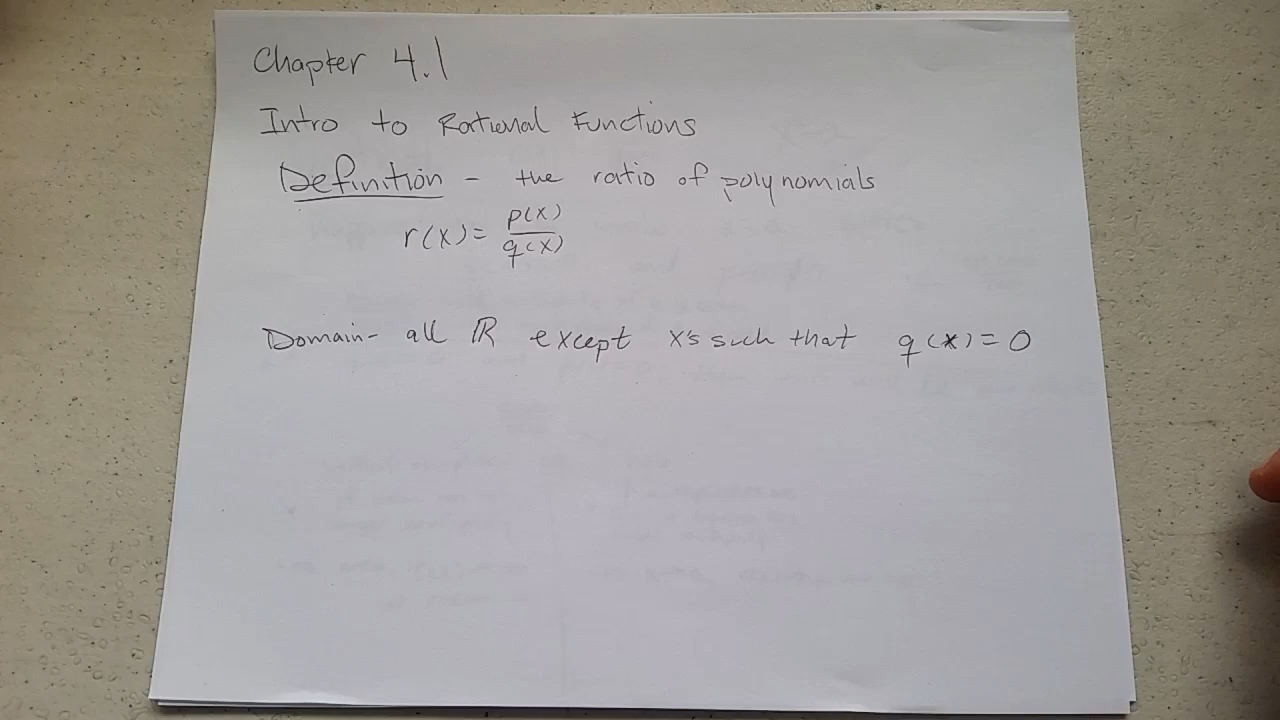 Chapter 4.1
Intro to Rational Functions
Definition - the ratio of polynomials
r(x) = p(x)/q(x)
Domain - all ℝ except x's such that q(x) = 0